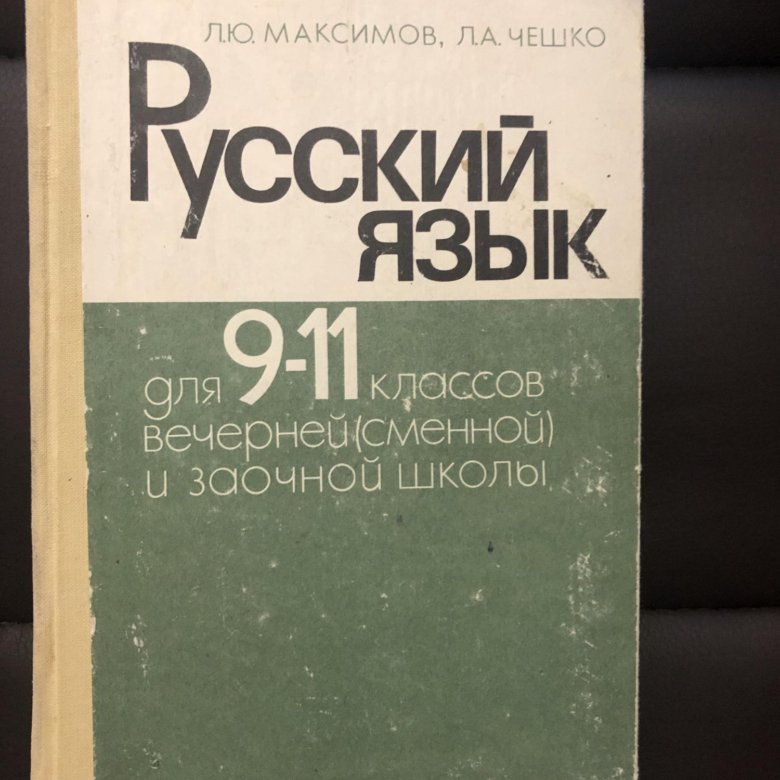 Л.Ю. МАКСИМОВ, Л.А. ЧЕШКО
Русский
язык
для 9-11 классов
вечерней (сменной)
и заочной школы